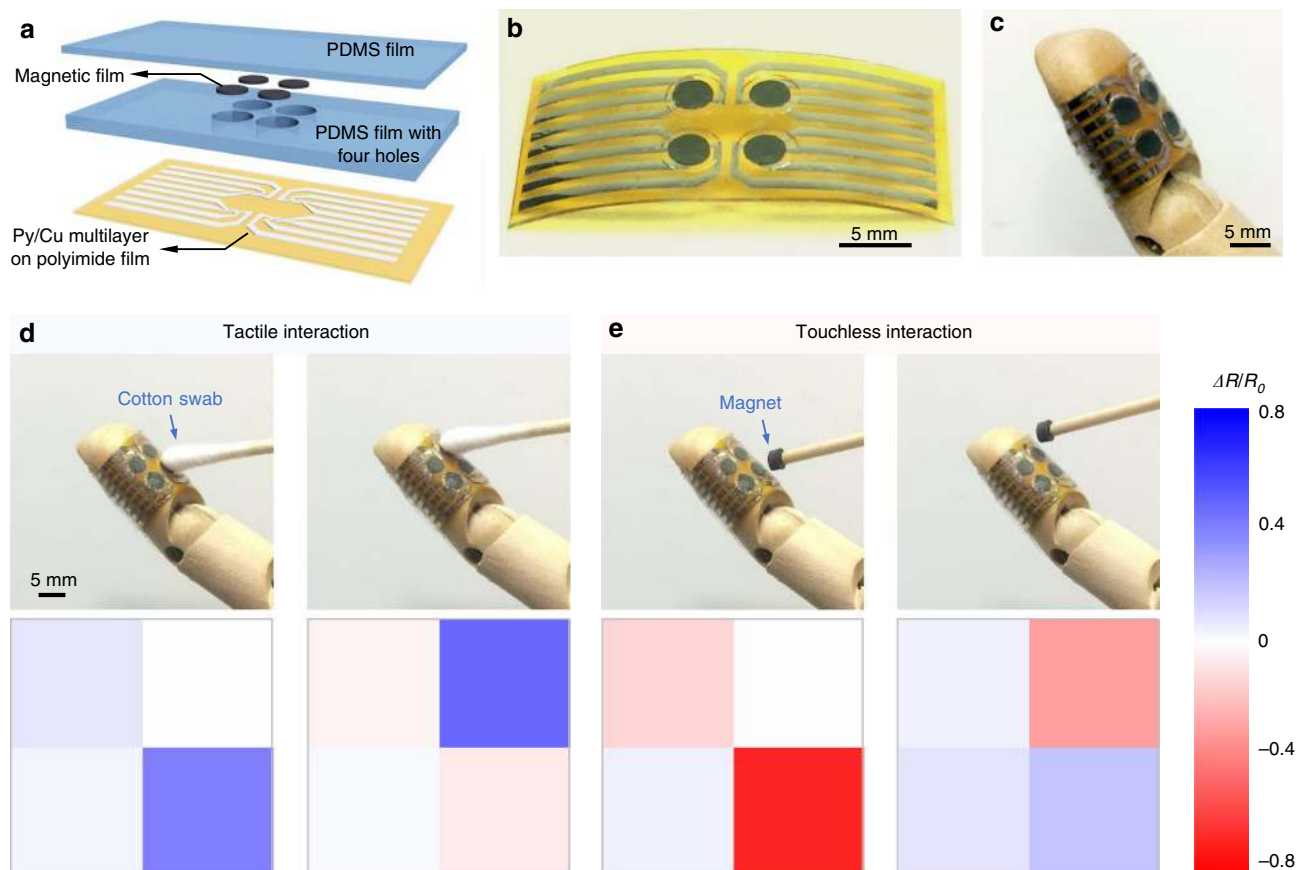 a
PDMS film
Magnetic film
PDMS film with
four holes
Py/Cu multilayer
on polyimide film
b
5 mm
c
5 mm
d
Tactile interaction
Cotton swab
5 mm
e
Touchless interaction
Magnet
ΔR/R₀
0.8
0.4
0
–0.4
–0.8